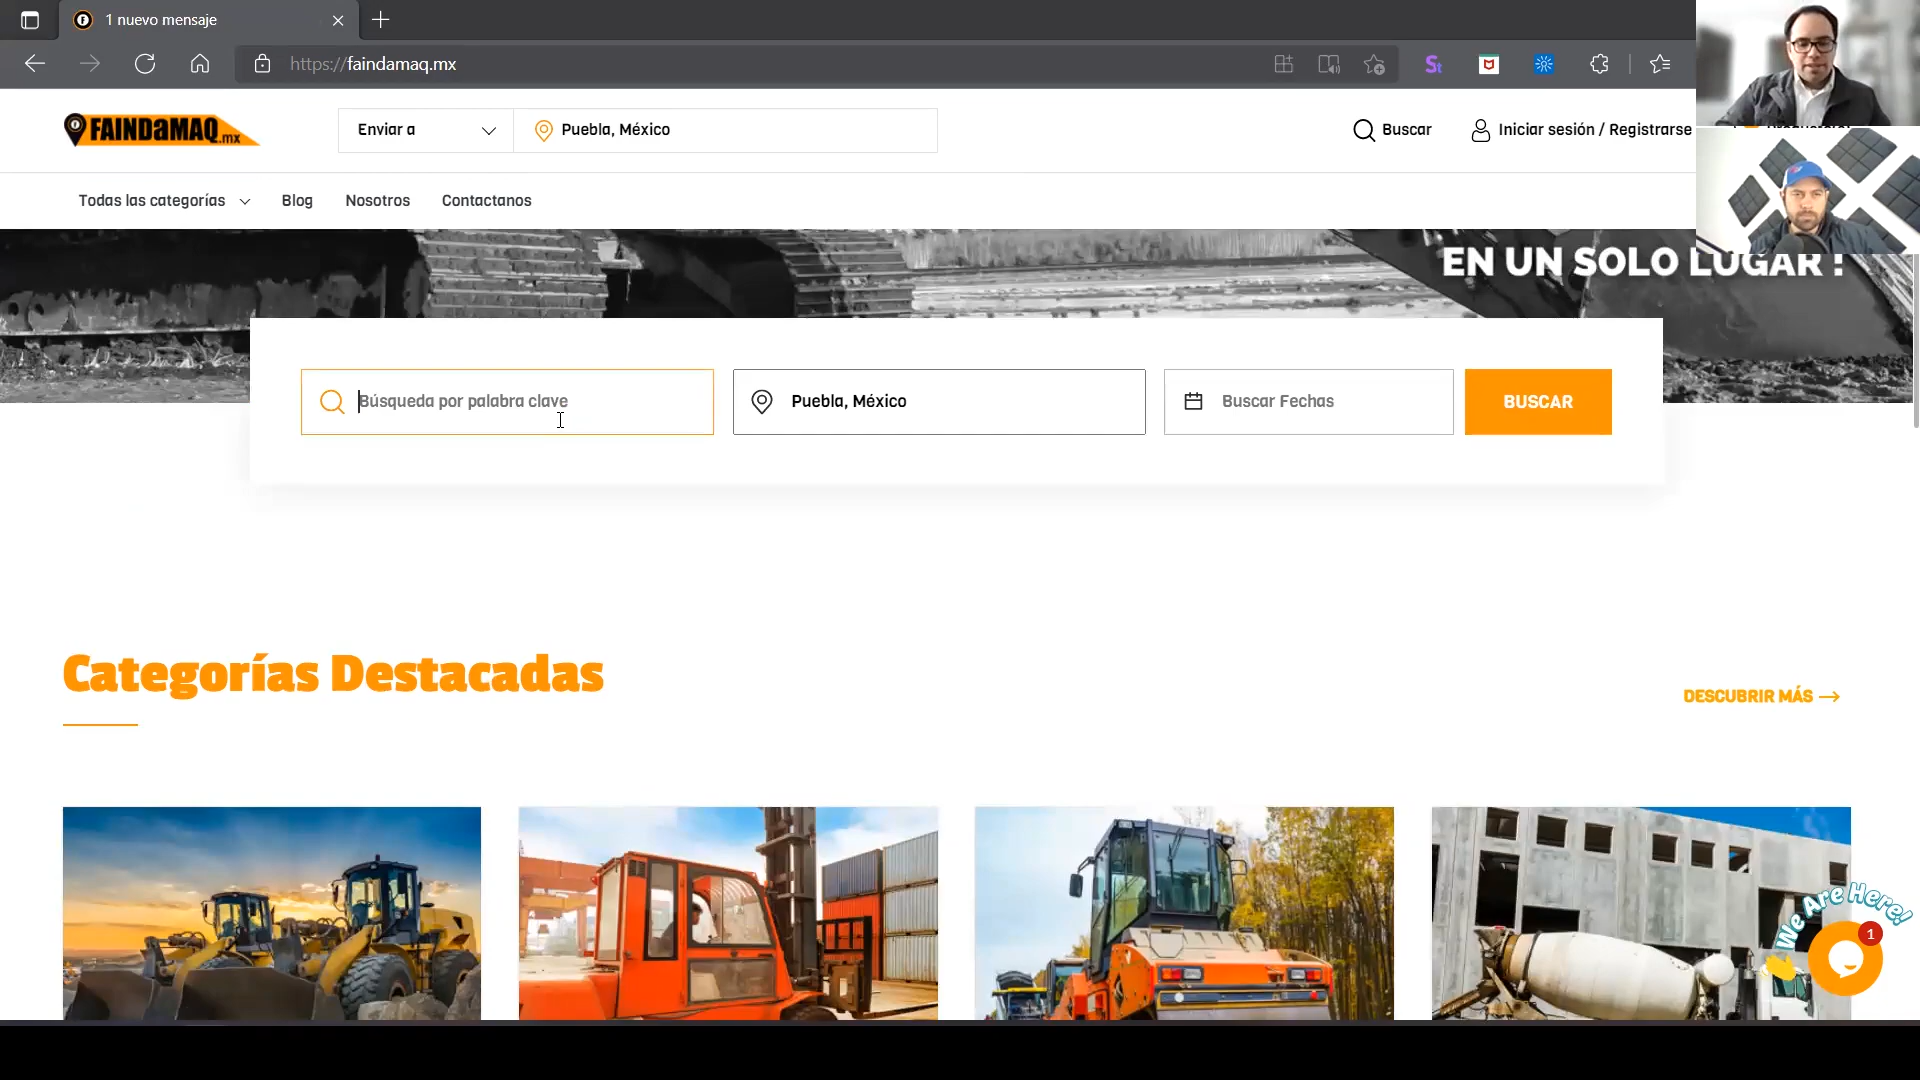 1 nuevo mensaje
https://faindamaq.mx
FAINDaMAQ.mx
Enviar a
Puebla, México
Buscar
Iniciar sesión / Registrarse
Todas las categorías
Blog
Nosotros
Contactanos
EN UN SOLO LUGAR !
Búsqueda por palabra clave
Puebla, México
Buscar Fechas
BUSCAR
Categorías Destacadas
DESCUBRIR MÁS
We Are Here!
1